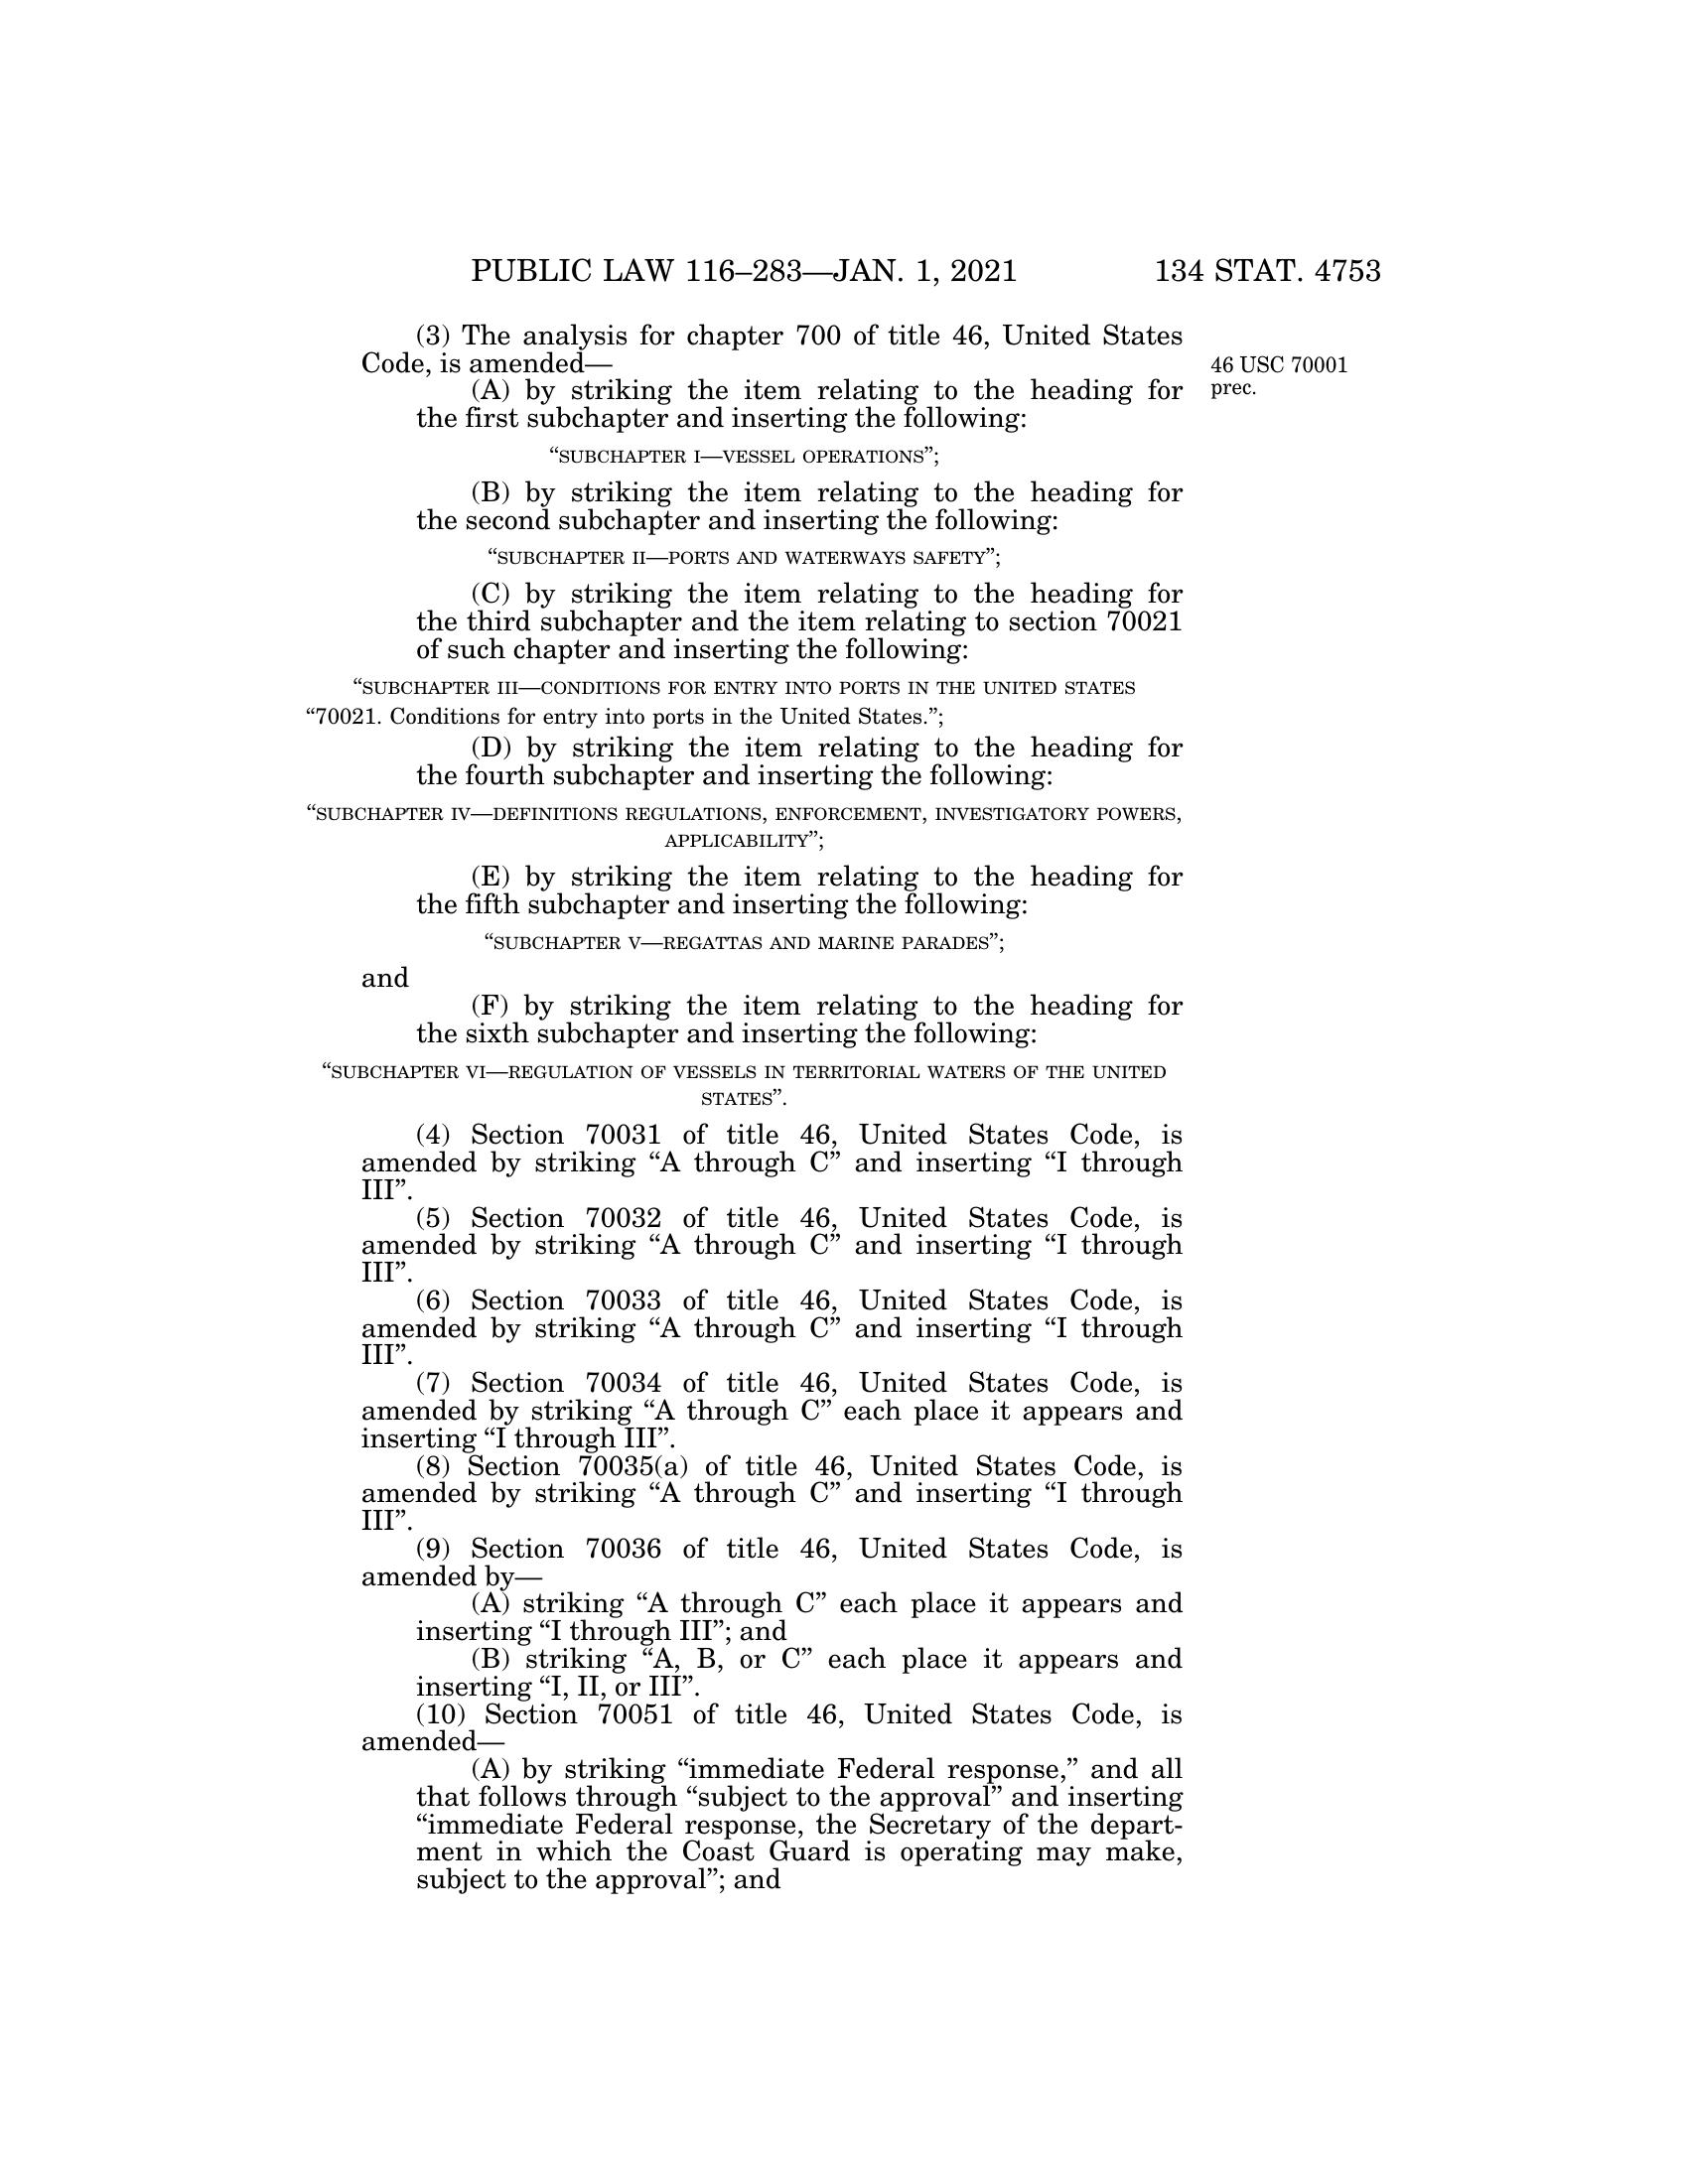 PUBLIC LAW 116–283—JAN. 1, 2021
134 STAT. 4753
(3) The analysis for chapter 700 of title 46, United States
Code, is amended—
46 USC 70001
prec.
(A) by striking the item relating to the heading for
the first subchapter and inserting the following:
“SUBCHAPTER I—VESSEL OPERATIONS”;
(B) by striking the item relating to the heading for
the second subchapter and inserting the following:
“SUBCHAPTER II—PORTS AND WATERWAYS SAFETY”;
(C) by striking the item relating to the heading for
the third subchapter and the item relating to section 70021
of such chapter and inserting the following:
“SUBCHAPTER III—CONDITIONS FOR ENTRY INTO PORTS IN THE UNITED STATES
“70021. Conditions for entry into ports in the United States.”;
(D) by striking the item relating to the heading for
the fourth subchapter and inserting the following:
“SUBCHAPTER IV—DEFINITIONS REGULATIONS, ENFORCEMENT, INVESTIGATORY POWERS,
APPLICABILITY”;
(E) by striking the item relating to the heading for
the fifth subchapter and inserting the following:
“SUBCHAPTER V—REGATTAS AND MARINE PARADES”;
and
(F) by striking the item relating to the heading for
the sixth subchapter and inserting the following:
“SUBCHAPTER VI—REGULATION OF VESSELS IN TERRITORIAL WATERS OF THE UNITED
STATES”.
(4) Section 70031 of title 46, United States Code, is
amended by striking “A through C” and inserting “I through
III”.
(5) Section 70032 of title 46, United States Code, is
amended by striking “A through C” and inserting “I through
III”.
(6) Section 70033 of title 46, United States Code, is
amended by striking “A through C” and inserting “I through
III”.
(7) Section 70034 of title 46, United States Code, is
amended by striking “A through C” each place it appears and
inserting “I through III”.
(8) Section 70035(a) of title 46, United States Code, is
amended by striking “A through C” and inserting “I through
III”.
(9) Section 70036 of title 46, United States Code, is
amended by—
(A) striking “A through C” each place it appears and
inserting “I through III”; and
(B) striking “A, B, or C” each place it appears and
inserting “I, II, or III”.
(10) Section 70051 of title 46, United States Code, is
amended—
(A) by striking “immediate Federal response,” and all
that follows through “subject to the approval” and inserting
“immediate Federal response, the Secretary of the depart-
ment in which the Coast Guard is operating may make,
subject to the approval”; and